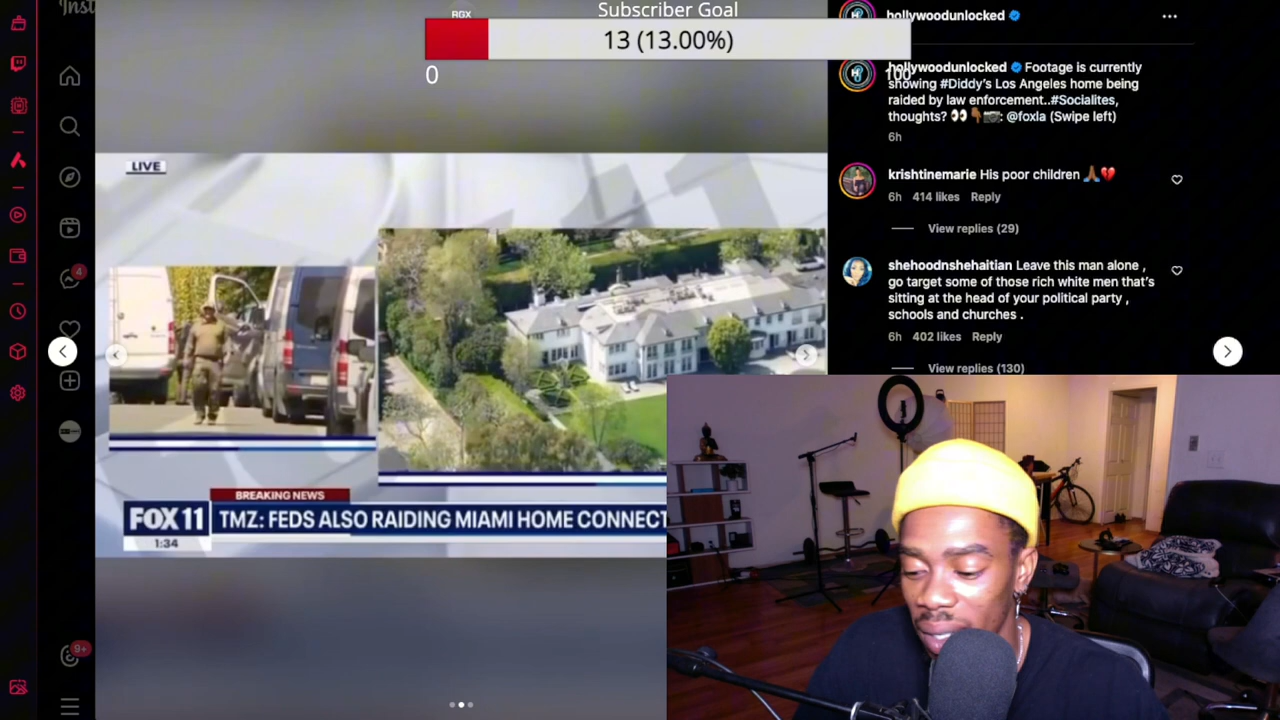 Inst
RGX
Subscriber Goal
13 (13.00%)
0
100
hollywoodunlocked
hollywoodunlocked Footage is currently
showing #Diddy's Los Angeles home being
raided by law enforcement..#Socialites,
thoughts? 👀👇🏾📷: @foxla (Swipe left)
6h
krishtinemarie His poor children 🙏🏾💔
6h 414 likes Reply
View replies (29)
shehoodnshehaitian Leave this man alone ,
go target some of those rich white men that's
sitting at the head of your political party ,
schools and churches .
6h 402 likes Reply
View replies (130)
LIVE
BREAKING NEWS
FOX 11
TMZ: FEDS ALSO RAIDING MIAMI HOME CONNECT
1:34
4
9+